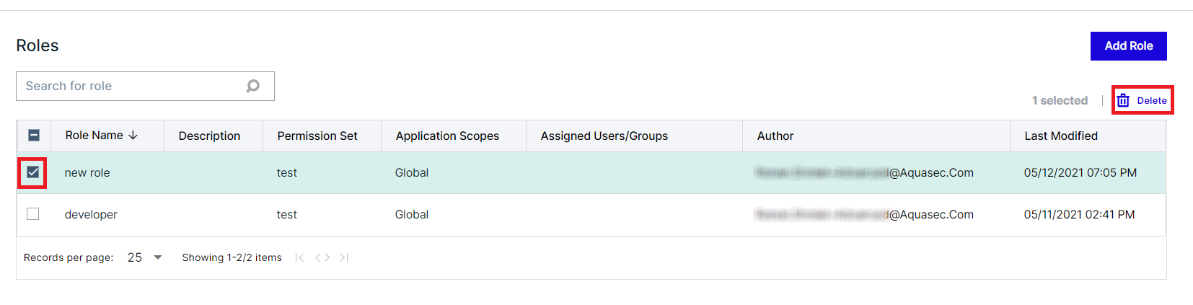 Roles
Add Role
Search for role
1 selected | Delete
Role Name Description Permission Set Application Scopes Assigned Users/Groups Author Last Modified
new role test Global @Aquasec.Com 05/12/2021 07:05 PM
developer test Global @Aquasec.Com 05/11/2021 02:41 PM
Records per page: 25 Showing 1-2/2 items